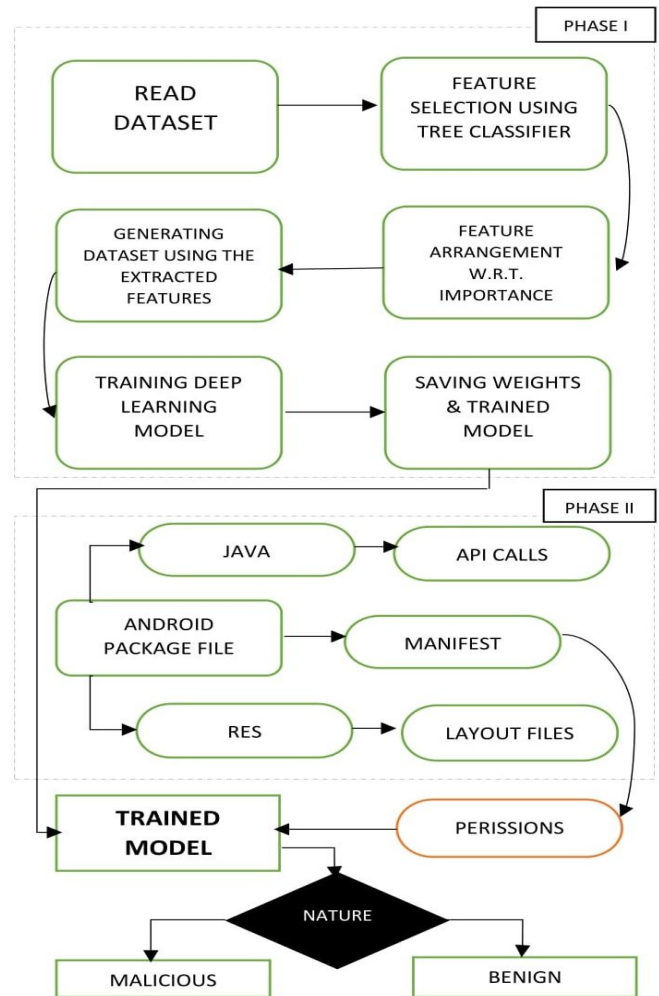 PHASE I
READ
DATASET
FEATURE
SELECTION USING
TREE CLASSIFIER
GENERATING
DATASET USING THE
EXTRACTED
FEATURES
FEATURE
ARRANGEMENT
W.R.T.
IMPORTANCE
TRAINING DEEP
LEARNING
MODEL
SAVING WEIGHTS
& TRAINED
MODEL
PHASE II
JAVA
API CALLS
ANDROID
PACKAGE FILE
MANIFEST
RES
LAYOUT FILES
TRAINED
MODEL
PERISSIONS
NATURE
MALICIOUS
BENIGN